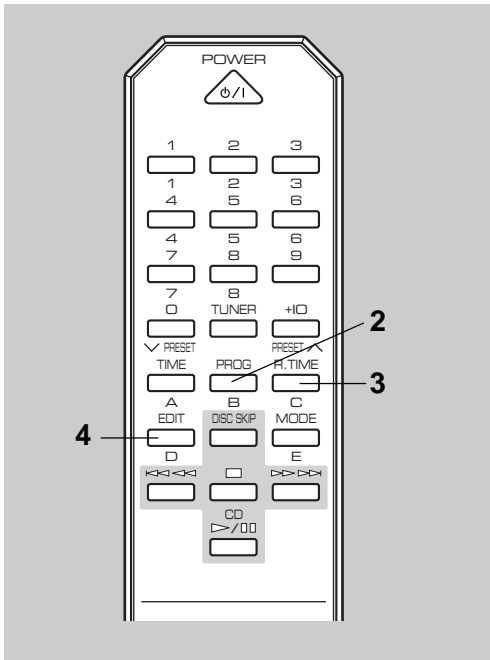 POWER
⏻/I
1 2 3
1 2 3
4 5 6
4 5 6
7 8 9
7 8
0 TUNER +10
2
PRESET PRESET
TIME PROG R.TIME
3
A B C
EDIT DISC SKIP MODE
4
D E
CD